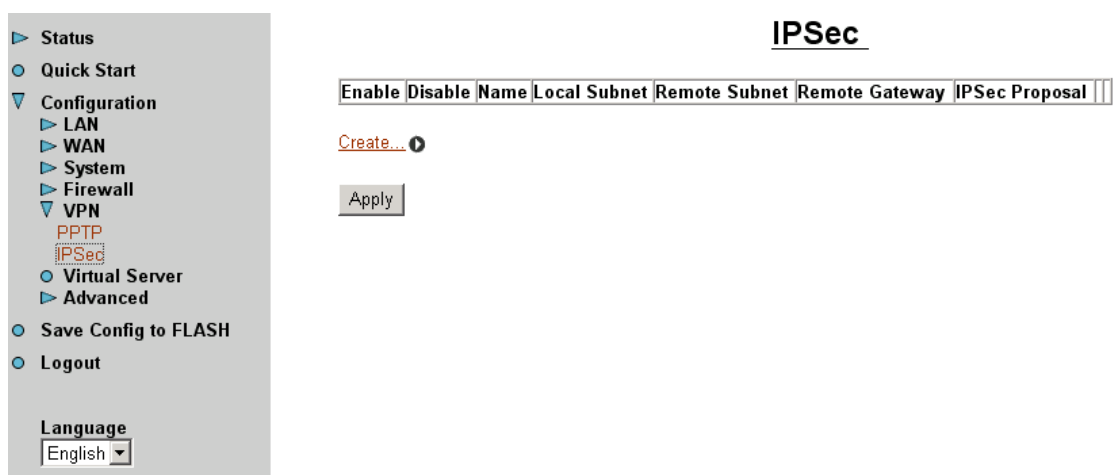 Status
Quick Start
Configuration
LAN
WAN
System
Firewall
VPN
PPTP
IPSec
Virtual Server
Advanced
Save Config to FLASH
Logout
Language
English
IPSec
Enable Disable Name Local Subnet Remote Subnet Remote Gateway IPSec Proposal
Create...
Apply